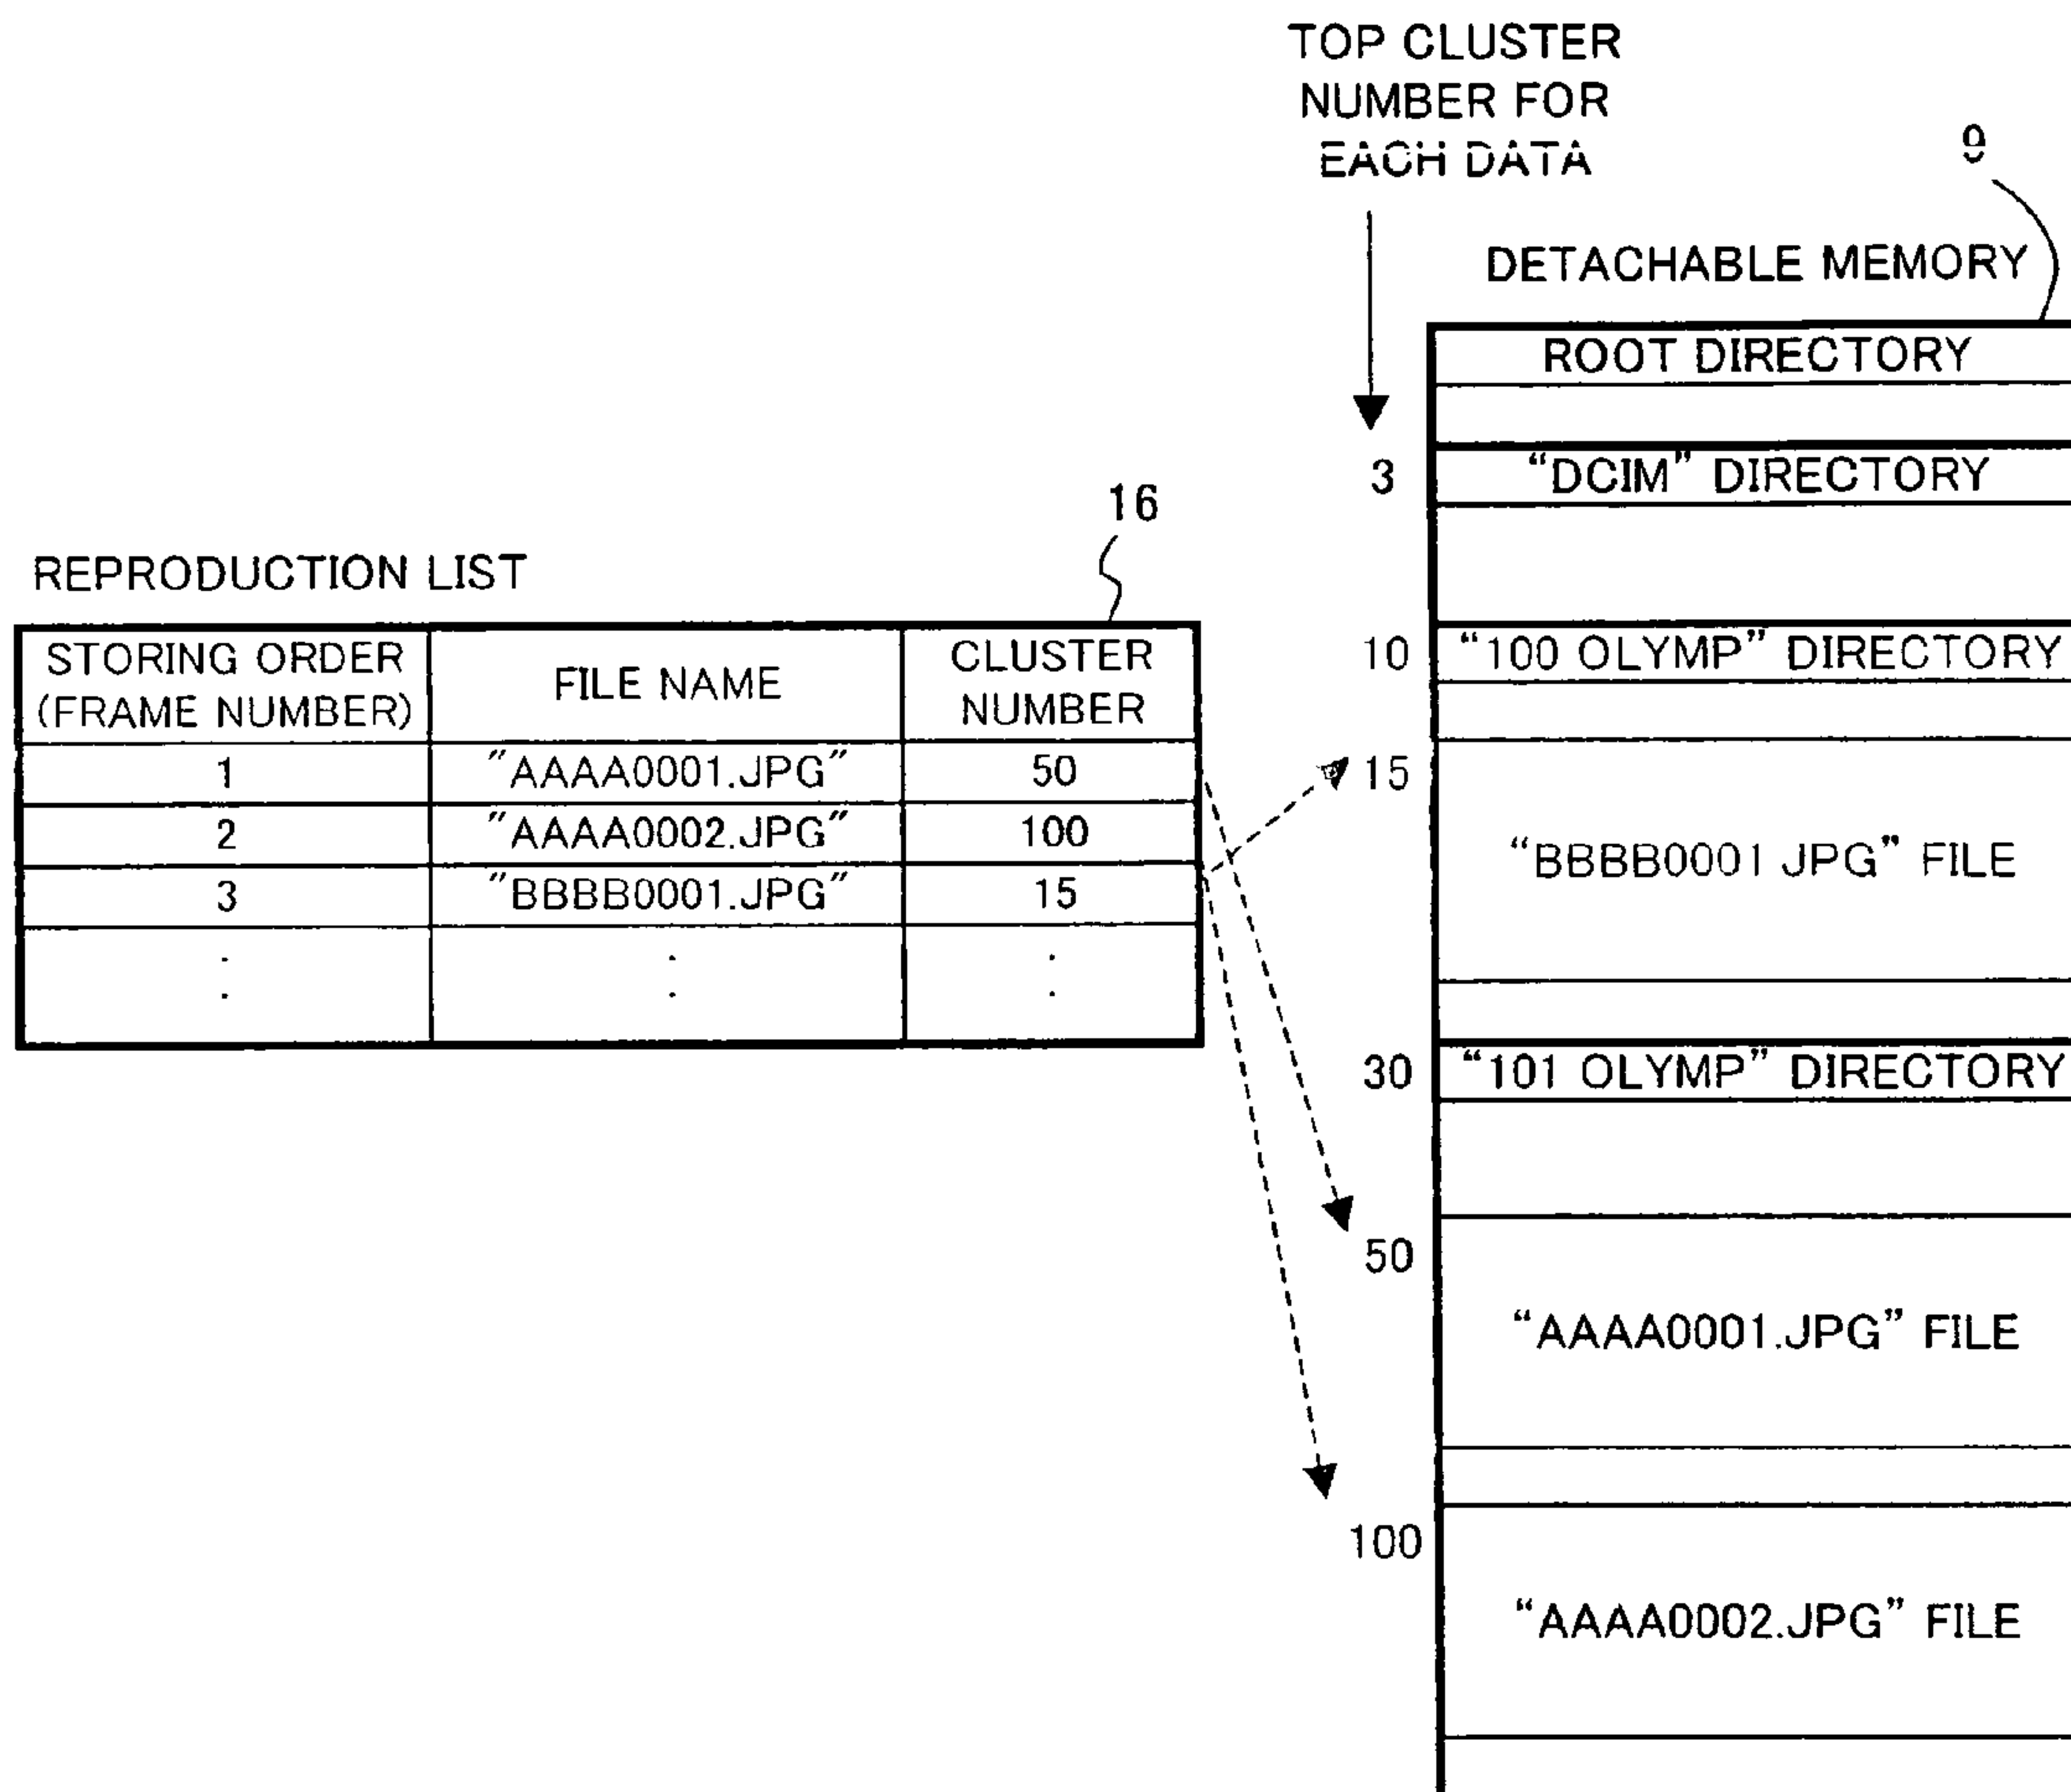 TOP CLUSTER
NUMBER FOR
EACH DATA
9
DETACHABLE MEMORY
ROOT DIRECTORY
3 "DCIM" DIRECTORY
16
REPRODUCTION LIST
STORING ORDER
(FRAME NUMBER)
FILE NAME
CLUSTER
NUMBER
1 "AAAA0001.JPG" 50
2 "AAAA0002.JPG" 100
3 "BBBB0001.JPG" 15
: : :
10 "100 OLYMP" DIRECTORY
15
"BBBB0001 JPG" FILE
30 "101 OLYMP" DIRECTORY
50
"AAAA0001.JPG" FILE
100
"AAAA0002.JPG" FILE